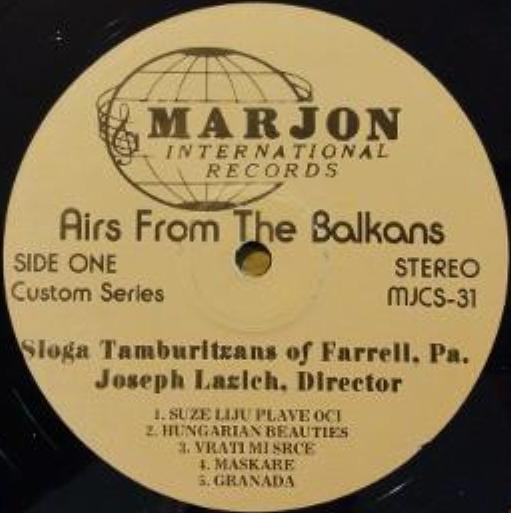 MARJON
INTERNATIONAL
RECORDS
Airs From The Balkans
SIDE ONE
STEREO
Custom Series
MJCS-31
Sloga Tamburitzans of Farrell, Pa.
Joseph Lazich, Director
1. SUZE LIJU PLAVE OCI
2. HUNGARIAN BEAUTIES
3. VRATI MI SRCE
4. MASKARE
5. GRANADA